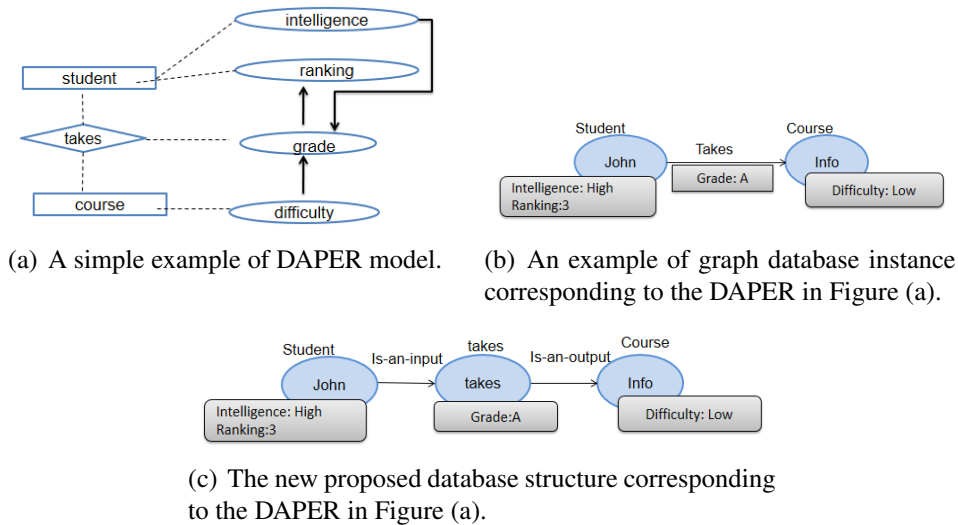 intelligence
ranking
student
takes
grade
course
difficulty
(a) A simple example of DAPER model.
Student
Course
Takes
John
Info
Grade: A
Intelligence: High
Ranking:3
Difficulty: Low
(b) An example of graph database instance
corresponding to the DAPER in Figure (a).
Student
takes
Course
Is-an-input
Is-an-output
John
takes
Info
Intelligence: High
Ranking:3
Grade:A
Difficulty: Low
(c) The new proposed database structure corresponding
to the DAPER in Figure (a).